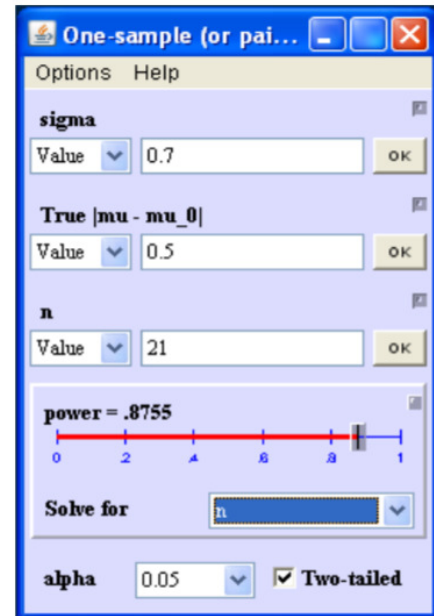 One-sample (or pai...
Options Help
sigma
Value 0.7 OK
True |mu - mu_0|
Value 0.5 OK
n
Value 21 OK
power = .8755
0 .2 .4 .6 .8 1
Solve for n
alpha 0.05 Two-tailed